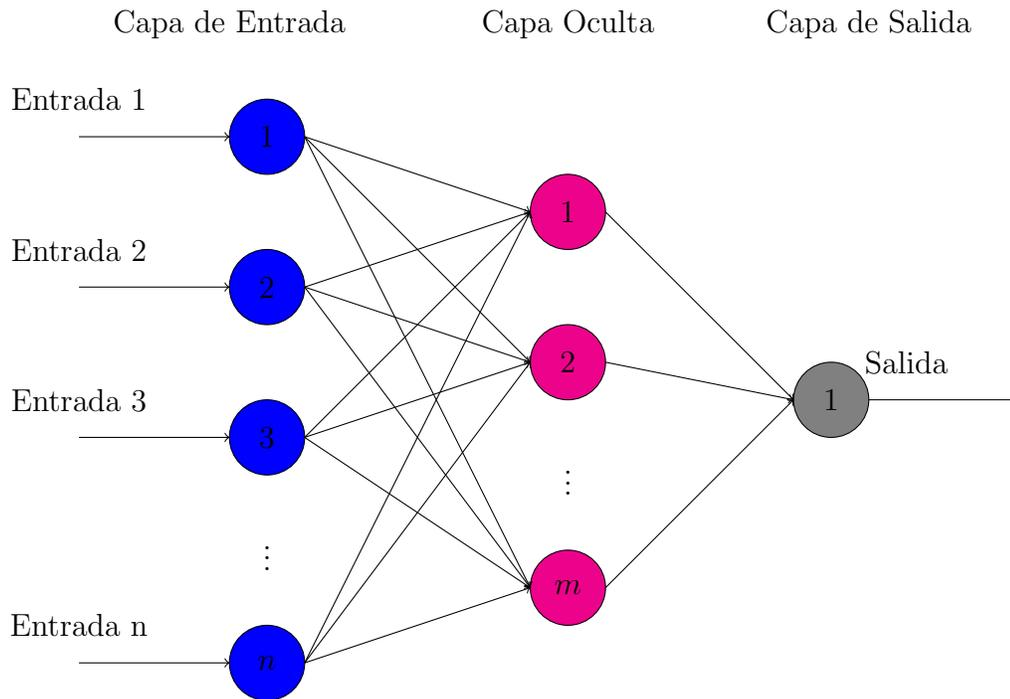 Capa de Entrada Capa Oculta Capa de Salida
Entrada 1
1
1
Entrada 2
2
2
Salida
Entrada 3
1
3
⋮
⋮
m
Entrada n
n